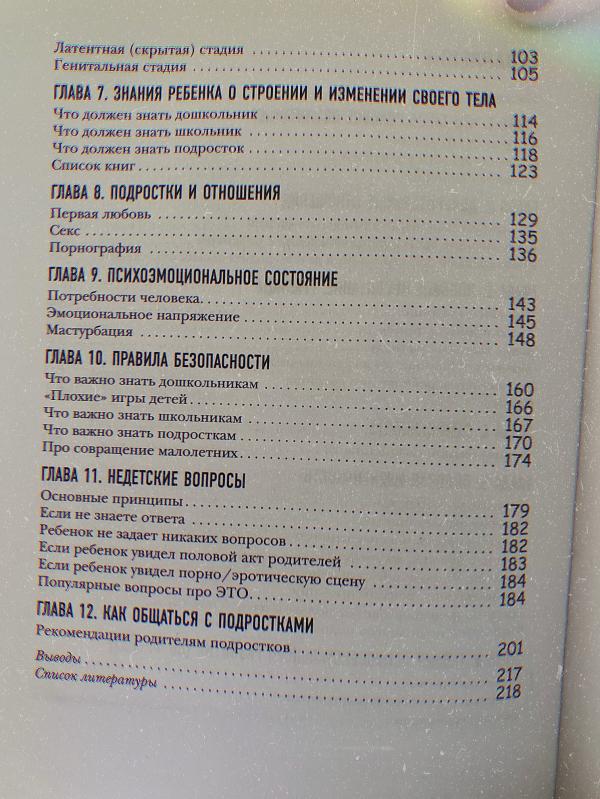 Латентная (скрытая) стадия 103
Генитальная стадия 105
ГЛАВА 7. ЗНАНИЯ РЕБЕНКА О СТРОЕНИИ И ИЗМЕНЕНИИ СВОЕГО ТЕЛА
Что должен знать дошкольник 114
Что должен знать школьник 116
Что должен знать подросток 118
Список книг 123
ГЛАВА 8. ПОДРОСТКИ И ОТНОШЕНИЯ
Первая любовь 129
Секс 135
Порнография 136
ГЛАВА 9. ПСИХОЭМОЦИОНАЛЬНОЕ СОСТОЯНИЕ
Потребности человека 143
Эмоциональное напряжение 145
Мастурбация 148
ГЛАВА 10. ПРАВИЛА БЕЗОПАСНОСТИ
Что важно знать дошкольникам 160
«Плохие» игры детей 166
Что важно знать школьникам 167
Что важно знать подросткам 170
Про совращение малолетних 174
ГЛАВА 11. НЕДЕТСКИЕ ВОПРОСЫ
Основные принципы 179
Если не знаете ответа 182
Ребенок не задает никаких вопросов 182
Если ребенок увидел половой акт родителей 183
Если ребенок увидел порно/эротическую сцену 184
Популярные вопросы про ЭТО 184
ГЛАВА 12. КАК ОБЩАТЬСЯ С ПОДРОСТКАМИ
Рекомендации родителям подростков 201
Выводы 217
Список литературы 218